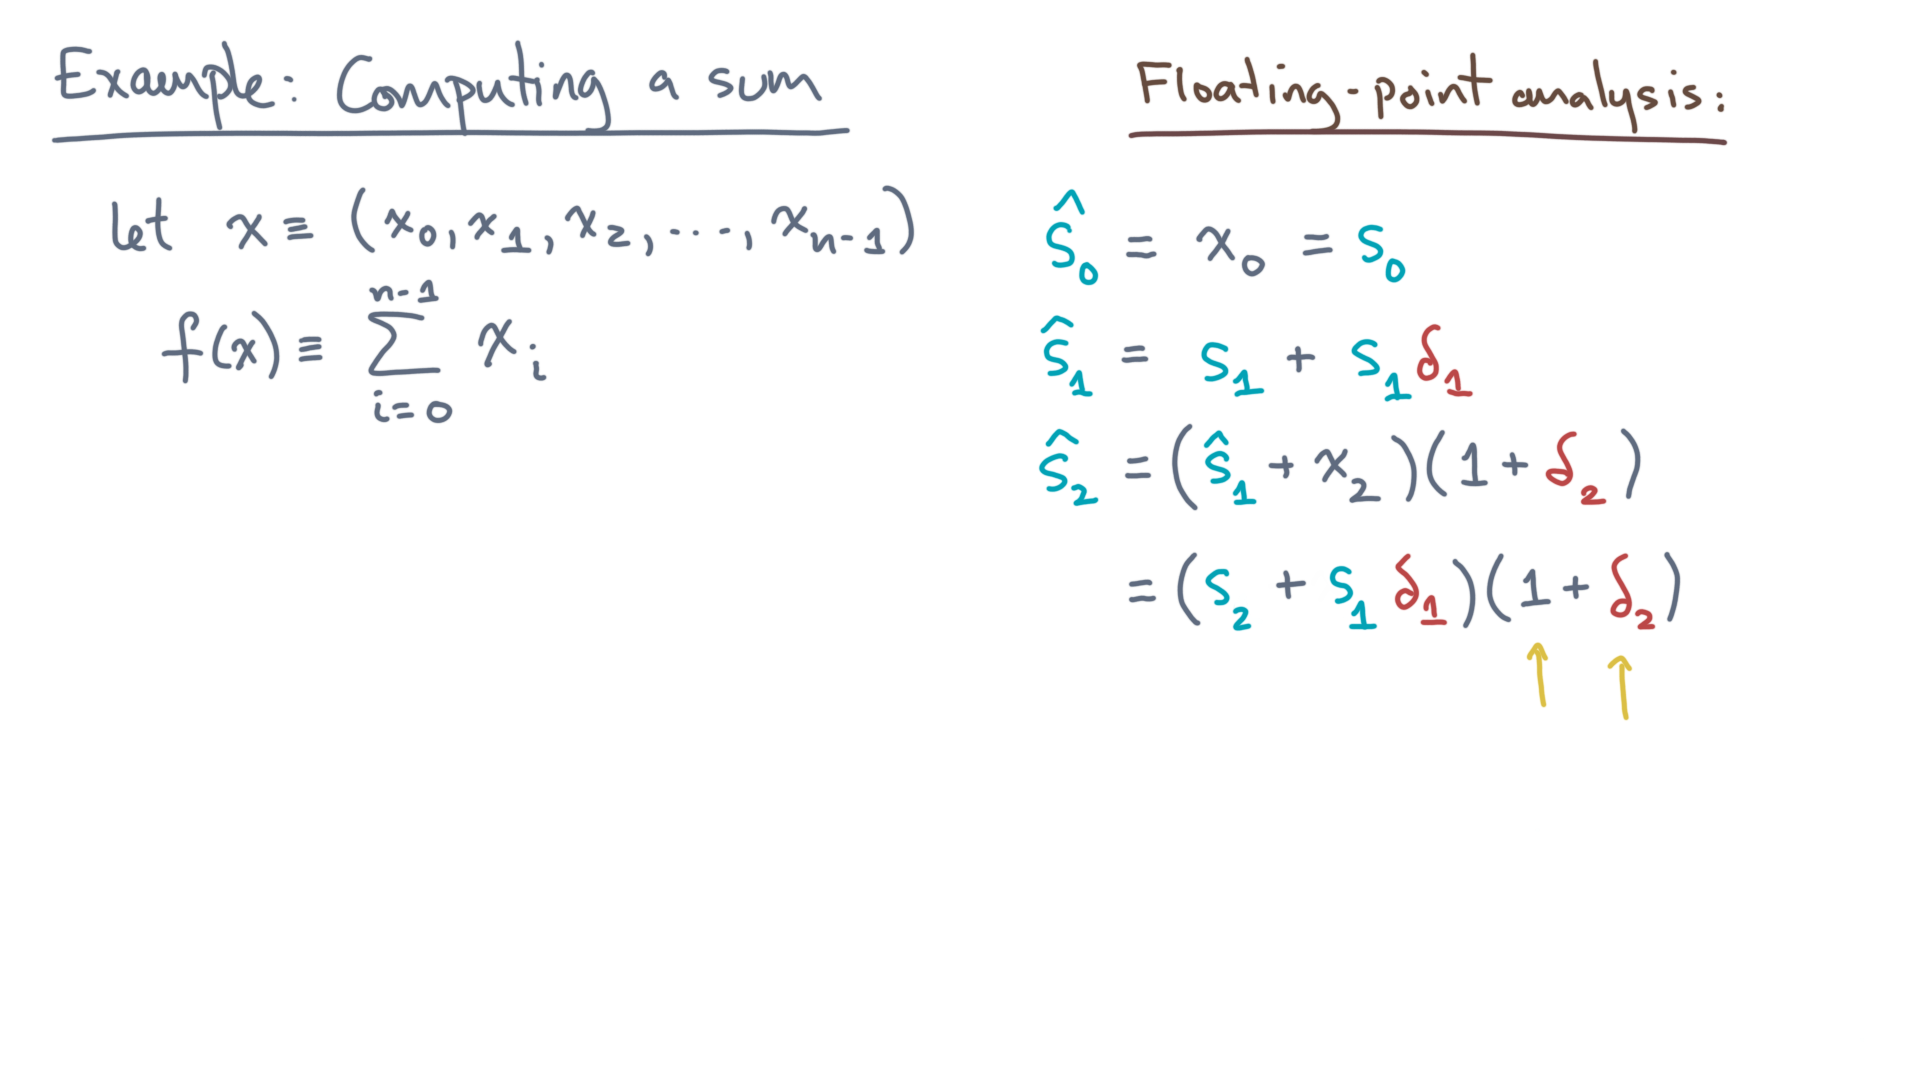 Example: Computing a sum
let x ≡ (x₀, x₁, x₂, ..., xₙ₋₁)
n-1
f(x) ≡ ∑ xᵢ
i=0
Floating-point analysis:
ŝ₀ = x₀ = s₀
ŝ₁ = s₁ + s₁δ₁
ŝ₂ = (ŝ₁ + x₂)(1 + δ₂)
= (s₂ + s₁δ₁)(1 + δ₂)